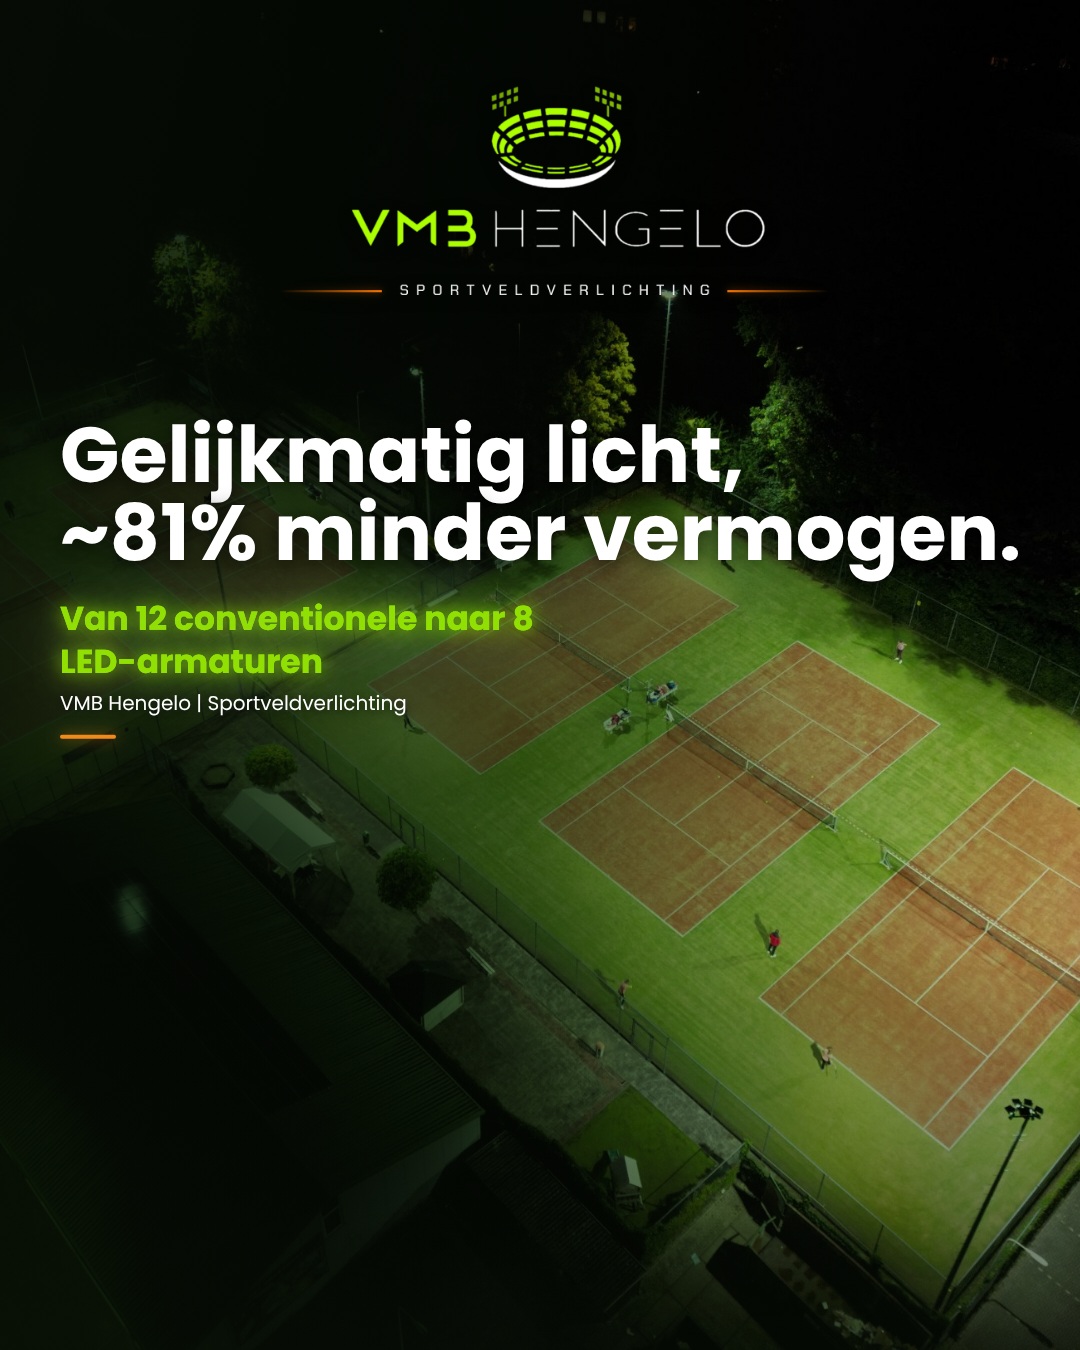 VMB HENGELO
SPORTVELDVERLICHTING
Gelijkmatig licht,
~81% minder vermogen.
Van 12 conventionele naar 8
LED-armaturen
VMB Hengelo | Sportveldverlichting